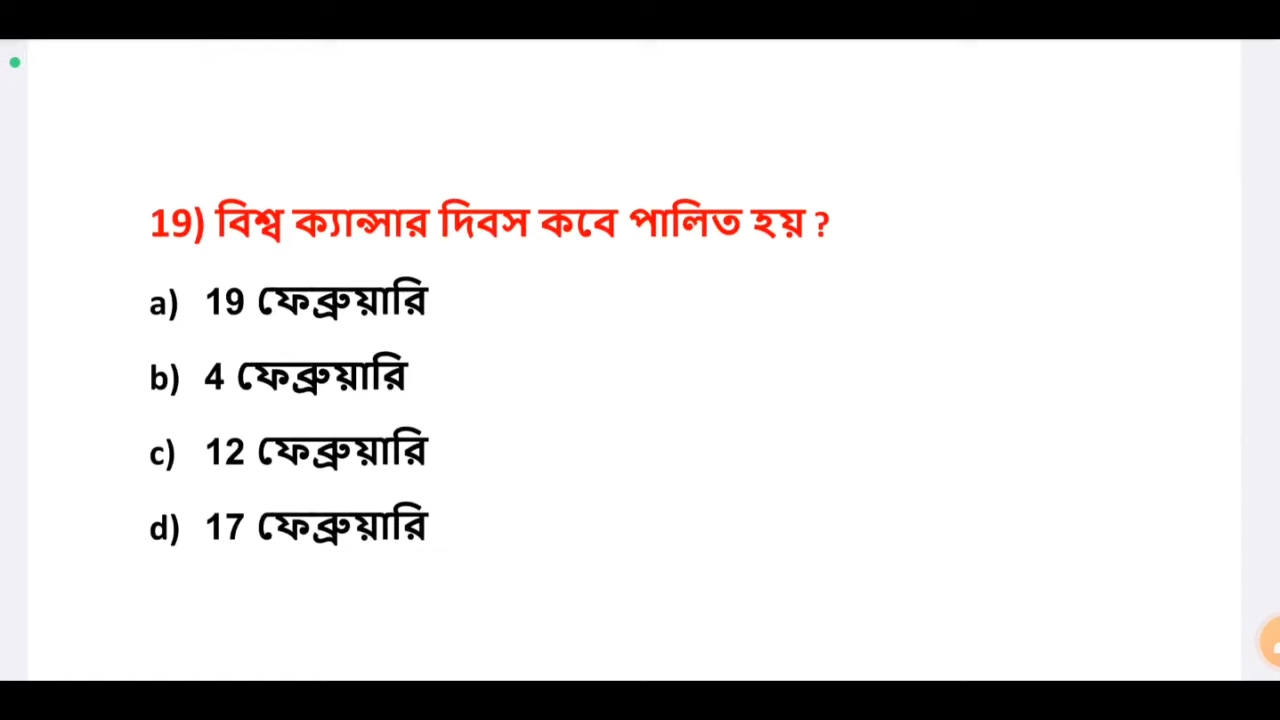 19) বিশ্ব ক্যান্সার দিবস কবে পালিত হয় ?
a) 19 ফেব্রুয়ারি
b) 4 ফেব্রুয়ারি
c) 12 ফেব্রুয়ারি
d) 17 ফেব্রুয়ারি